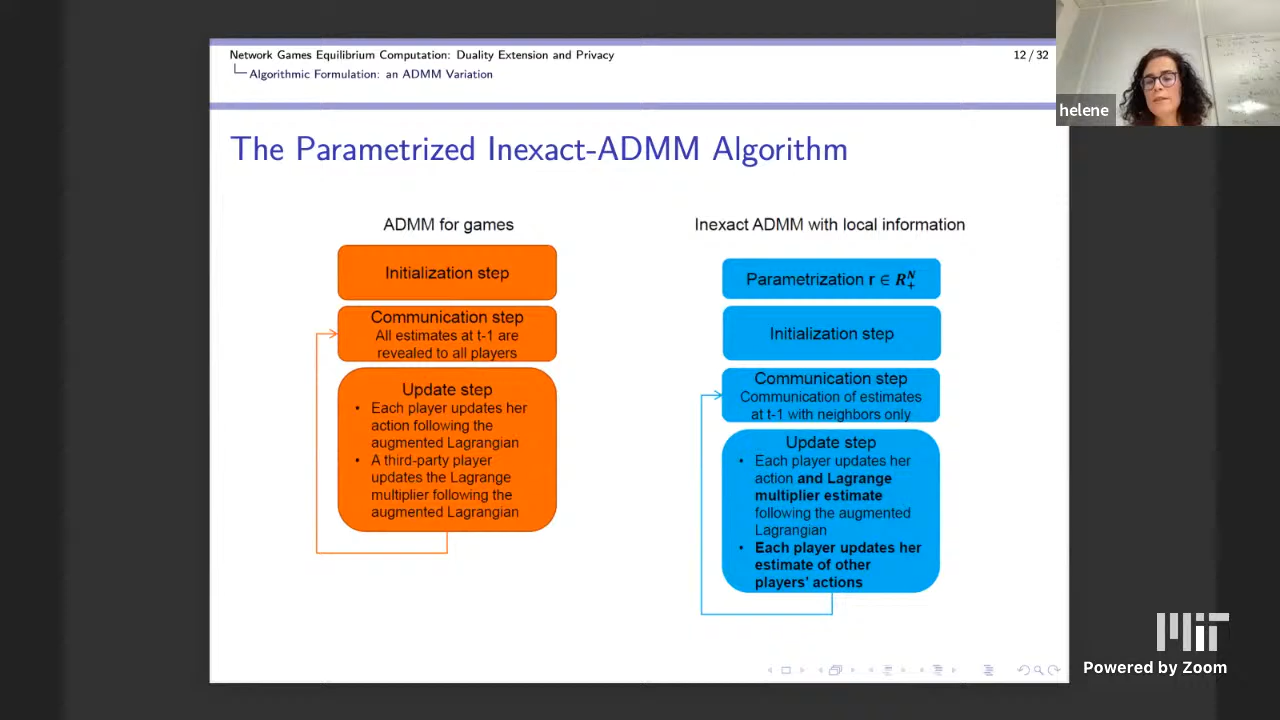 Network Games Equilibrium Computation: Duality Extension and Privacy
12 / 32
Algorithmic Formulation: an ADMM Variation
helene
The Parametrized Inexact-ADMM Algorithm
ADMM for games
Initialization step
Communication step
All estimates at t-1 are
revealed to all players
Update step
• Each player updates her
action following the
augmented Lagrangian
• A third-party player
updates the Lagrange
multiplier following the
augmented Lagrangian
Inexact ADMM with local information
Parametrization r ∈ R₊ᴺ
Initialization step
Communication step
Communication of estimates
at t-1 with neighbors only
Update step
• Each player updates her
action and Lagrange
multiplier estimate
following the augmented
Lagrangian
• Each player updates her
estimate of other
players' actions
MIT
Powered by Zoom